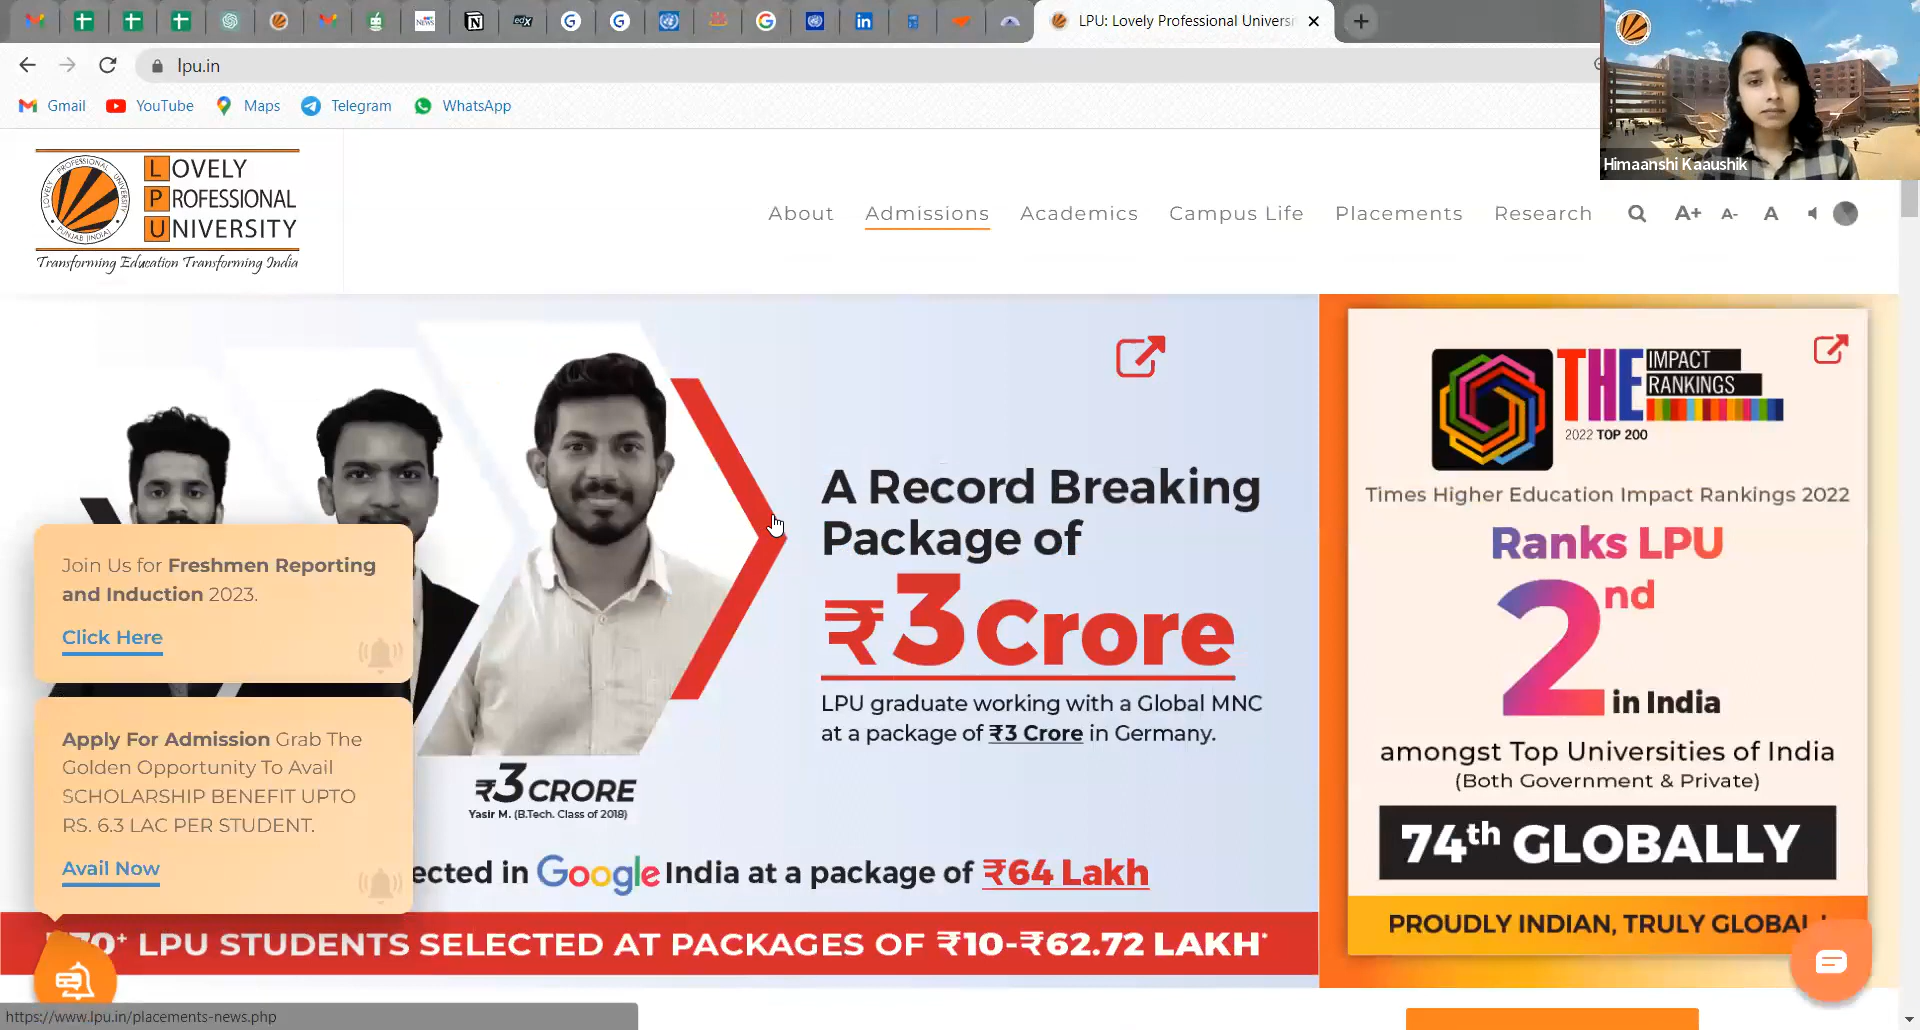 LPU: Lovely Professional Universi
lpu.in
Gmail
YouTube
Maps
Telegram
WhatsApp
Himaanshi Kaaushik
LOVELY
PROFESSIONAL
UNIVERSITY
Transforming Education Transforming India
About
Admissions
Academics
Campus Life
Placements
Research
A+
A-
A
A Record Breaking
Package of
₹3 Crore
LPU graduate working with a Global MNC
at a package of ₹3 Crore in Germany.
₹3 CRORE
Yasir M. (B.Tech. Class of 2018)
ected in Google India at a package of ₹64 Lakh
70+ LPU STUDENTS SELECTED AT PACKAGES OF ₹10-₹62.72 LAKH*
Join Us for Freshmen Reporting
and Induction 2023.
Click Here
Apply For Admission Grab The
Golden Opportunity To Avail
SCHOLARSHIP BENEFIT UPTO
RS. 6.3 LAC PER STUDENT.
Avail Now
THE IMPACT
RANKINGS
2022 TOP 200
Times Higher Education Impact Rankings 2022
Ranks LPU
2nd
in India
amongst Top Universities of India
(Both Government & Private)
74th GLOBALLY
PROUDLY INDIAN, TRULY GLOBAL
https://www.lpu.in/placements-news.php